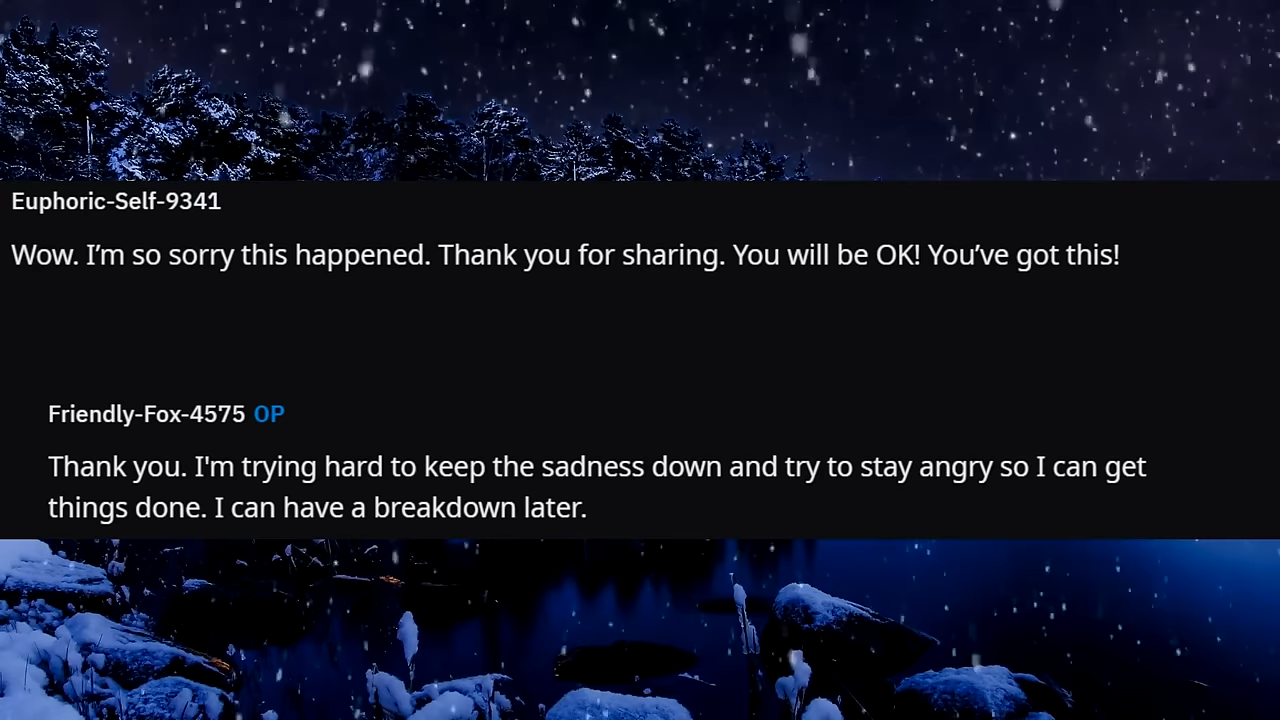 Euphoric-Self-9341
Wow. I’m so sorry this happened. Thank you for sharing. You will be OK! You’ve got this!
Friendly-Fox-4575 OP
Thank you. I'm trying hard to keep the sadness down and try to stay angry so I can get
things done. I can have a breakdown later.